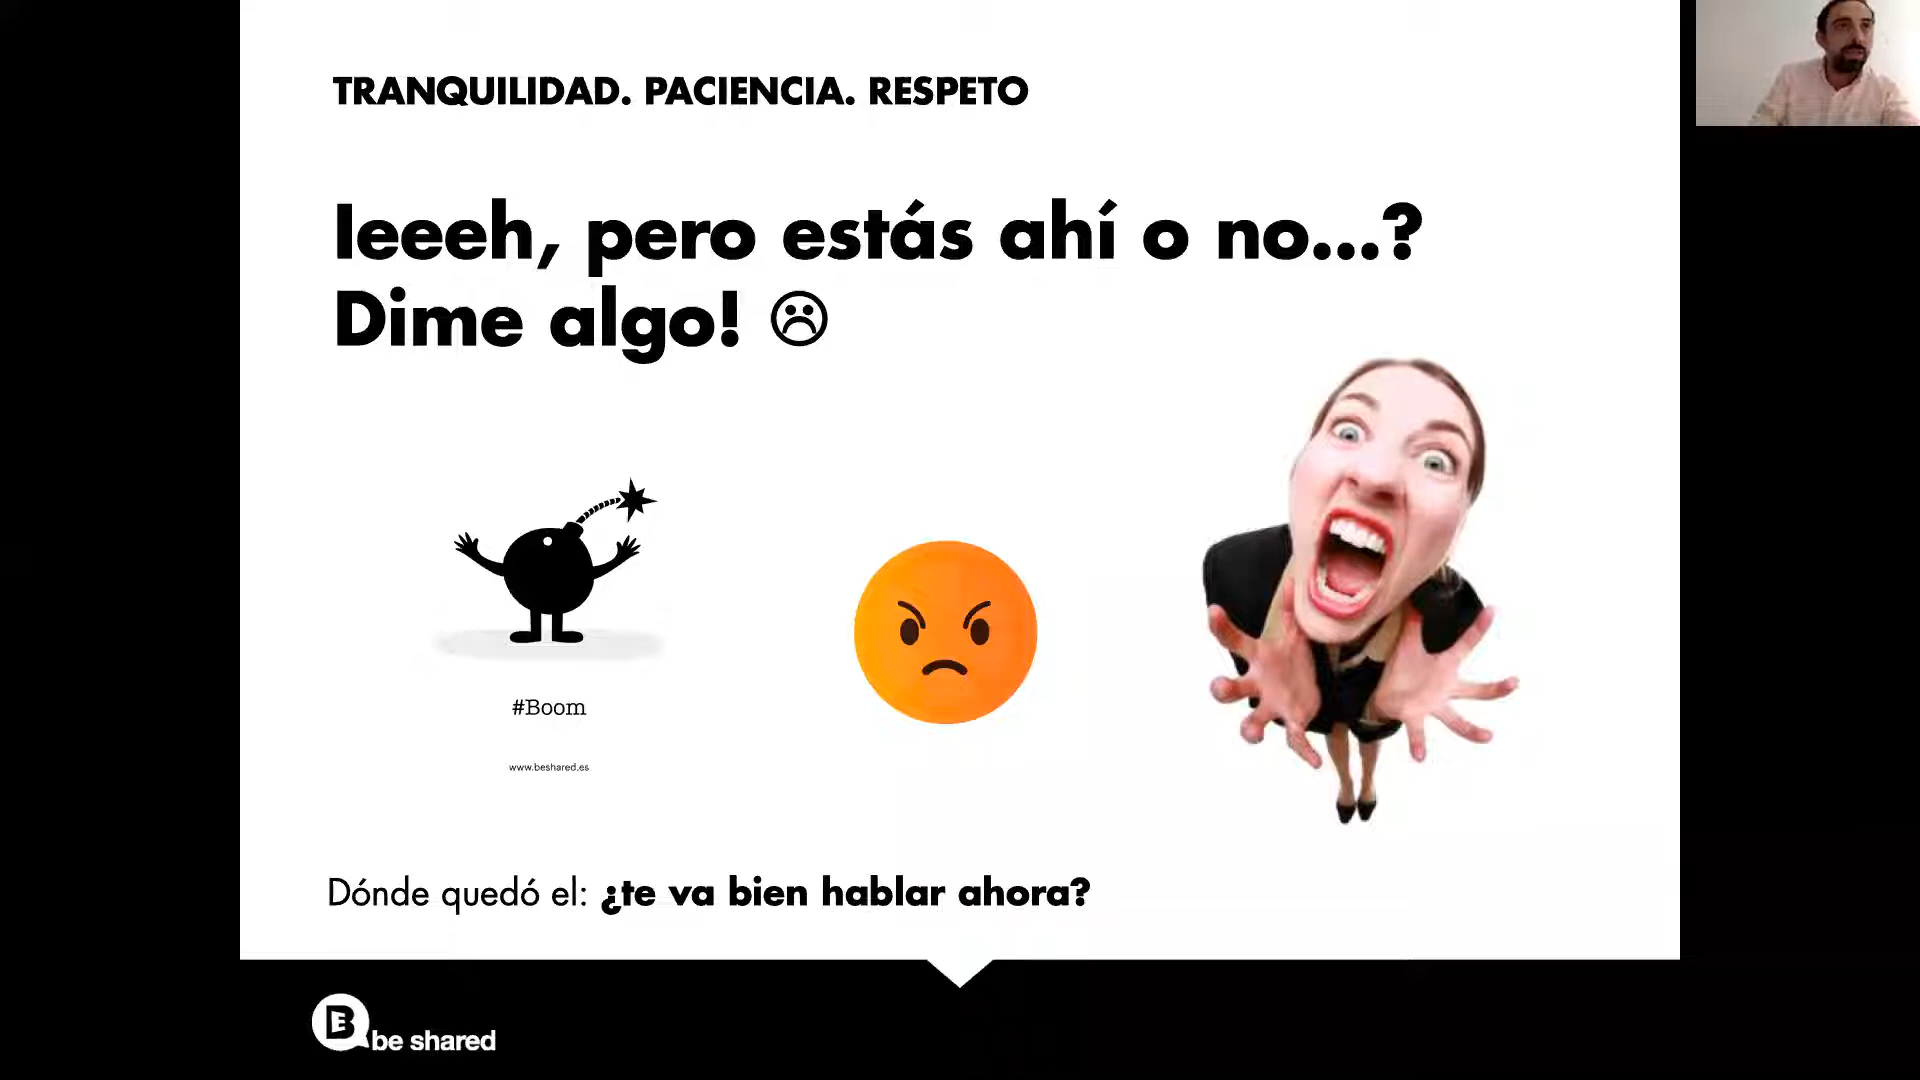 TRANQUILIDAD. PACIENCIA. RESPETO
Ieeeh, pero estás ahí o no...?
Dime algo! ☹
#Boom
www.beshared.es
Dónde quedó el: ¿te va bien hablar ahora?
B be shared